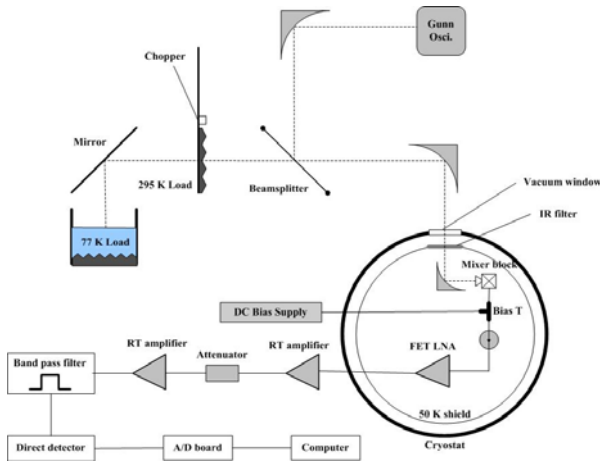 Gunn
Osci.
Chopper
Mirror
295 K Load
Beamsplitter
77 K Load
Vacuum window
IR filter
Mixer block
DC Bias Supply
Bias T
RT amplifier
Attenuator
RT amplifier
FET LNA
Band pass filter
50 K shield
Cryostat
Direct detector
A/D board
Computer